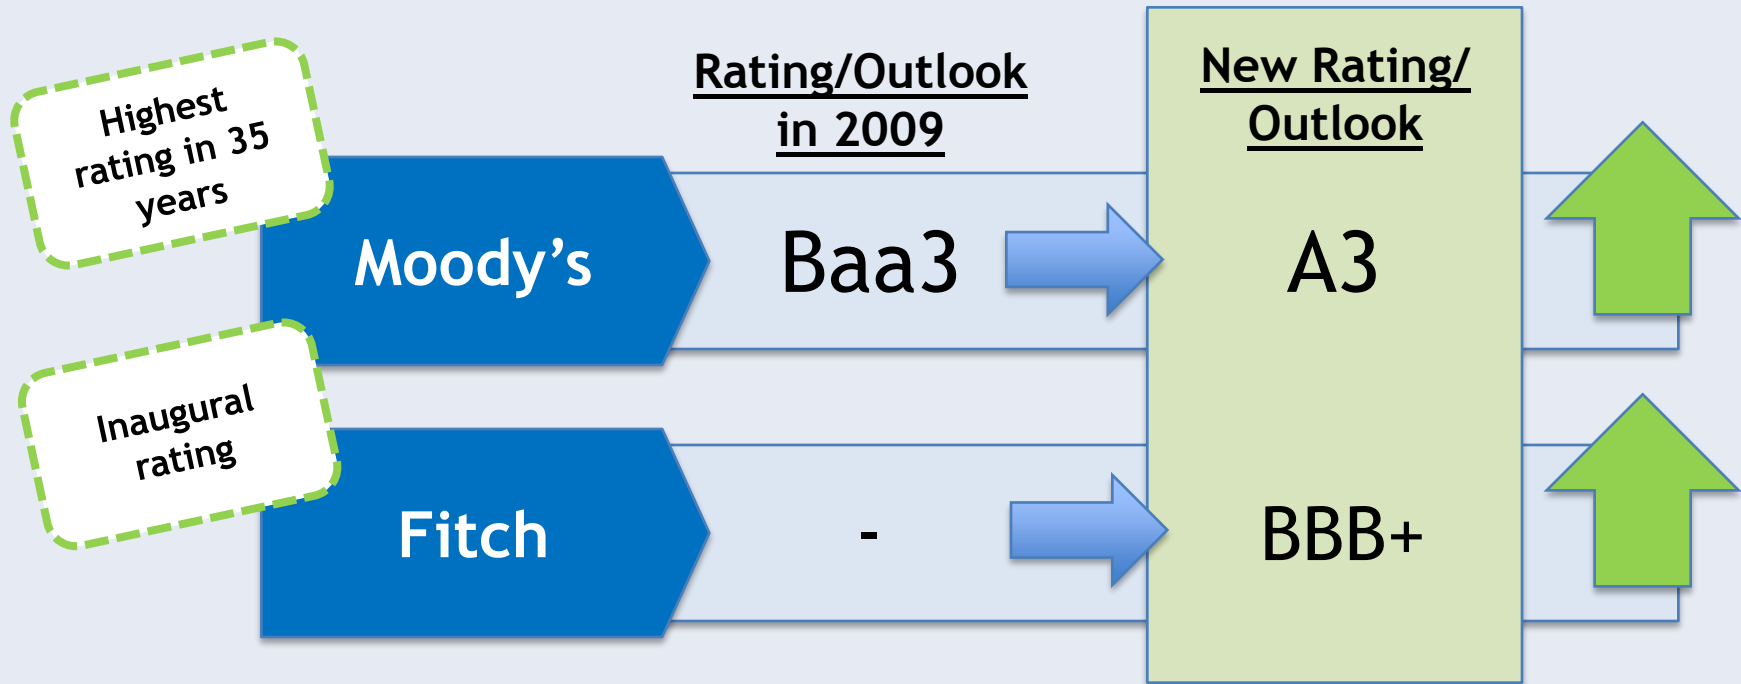 Highest
rating in 35
years
Rating/Outlook
in 2009
New Rating/
Outlook
Moody’s
Baa3
A3
Inaugural
rating
Fitch
-
BBB+